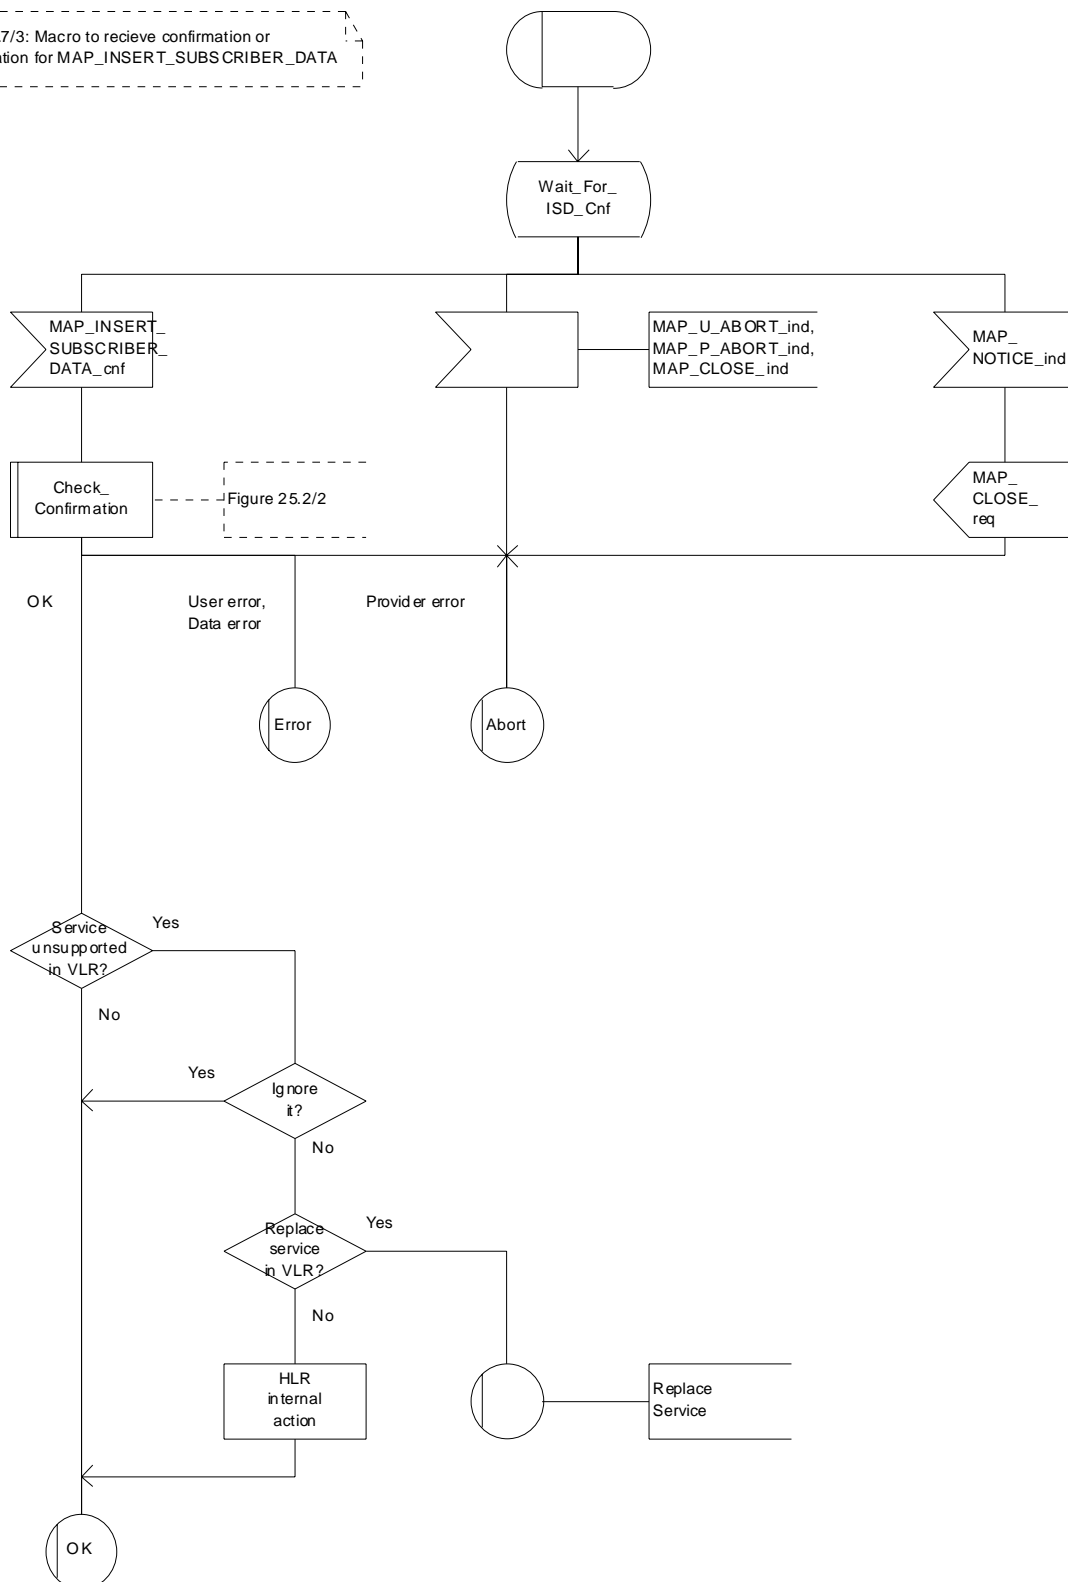 7/3: Macro to recieve confirmation or
ation for MAP_INSERT_SUBSCRIBER_DATA
Wait_For_
ISD_Cnf
MAP_INSERT_
SUBSCRIBER_
DATA_cnf
MAP_U_ABORT_ind,
MAP_P_ABORT_ind,
MAP_CLOSE_ind
MAP_
NOTICE_ind
Check_
Confirmation
Figure 25.2/2
MAP_
CLOSE_
req
OK
User error,
Data error
Provider error
Error
Abort
Service
unsupported
in VLR?
Yes
No
Yes
Ignore
it?
No
Replace
service
in VLR?
Yes
No
HLR
internal
action
Replace
Service
OK